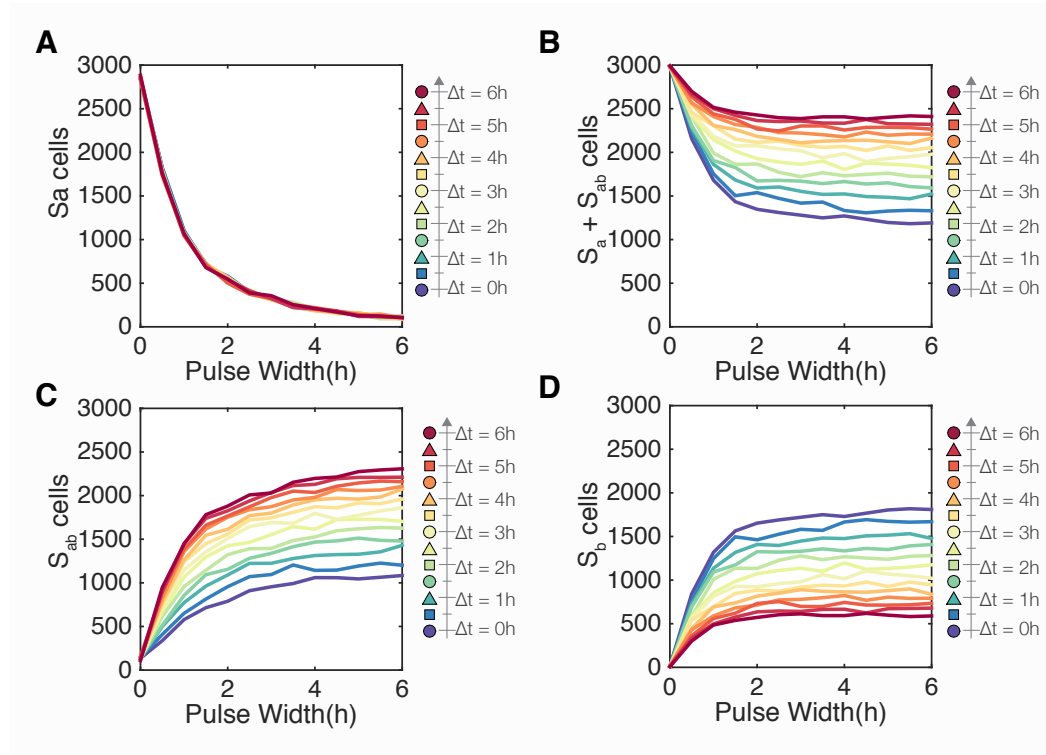 A
Sa cells
3000
2500
2000
1500
1000
500
0
0 2 4 6
Pulse Width(h)
Δt = 6h
Δt = 5h
Δt = 4h
Δt = 3h
Δt = 2h
Δt = 1h
Δt = 0h
B
Sa + Sab cells
3000
2500
2000
1500
1000
500
0
0 2 4 6
Pulse Width(h)
Δt = 6h
Δt = 5h
Δt = 4h
Δt = 3h
Δt = 2h
Δt = 1h
Δt = 0h
C
Sab cells
3000
2500
2000
1500
1000
500
0
0 2 4 6
Pulse Width(h)
Δt = 6h
Δt = 5h
Δt = 4h
Δt = 3h
Δt = 2h
Δt = 1h
Δt = 0h
D
Sb cells
3000
2500
2000
1500
1000
500
0
0 2 4 6
Pulse Width(h)
Δt = 6h
Δt = 5h
Δt = 4h
Δt = 3h
Δt = 2h
Δt = 1h
Δt = 0h